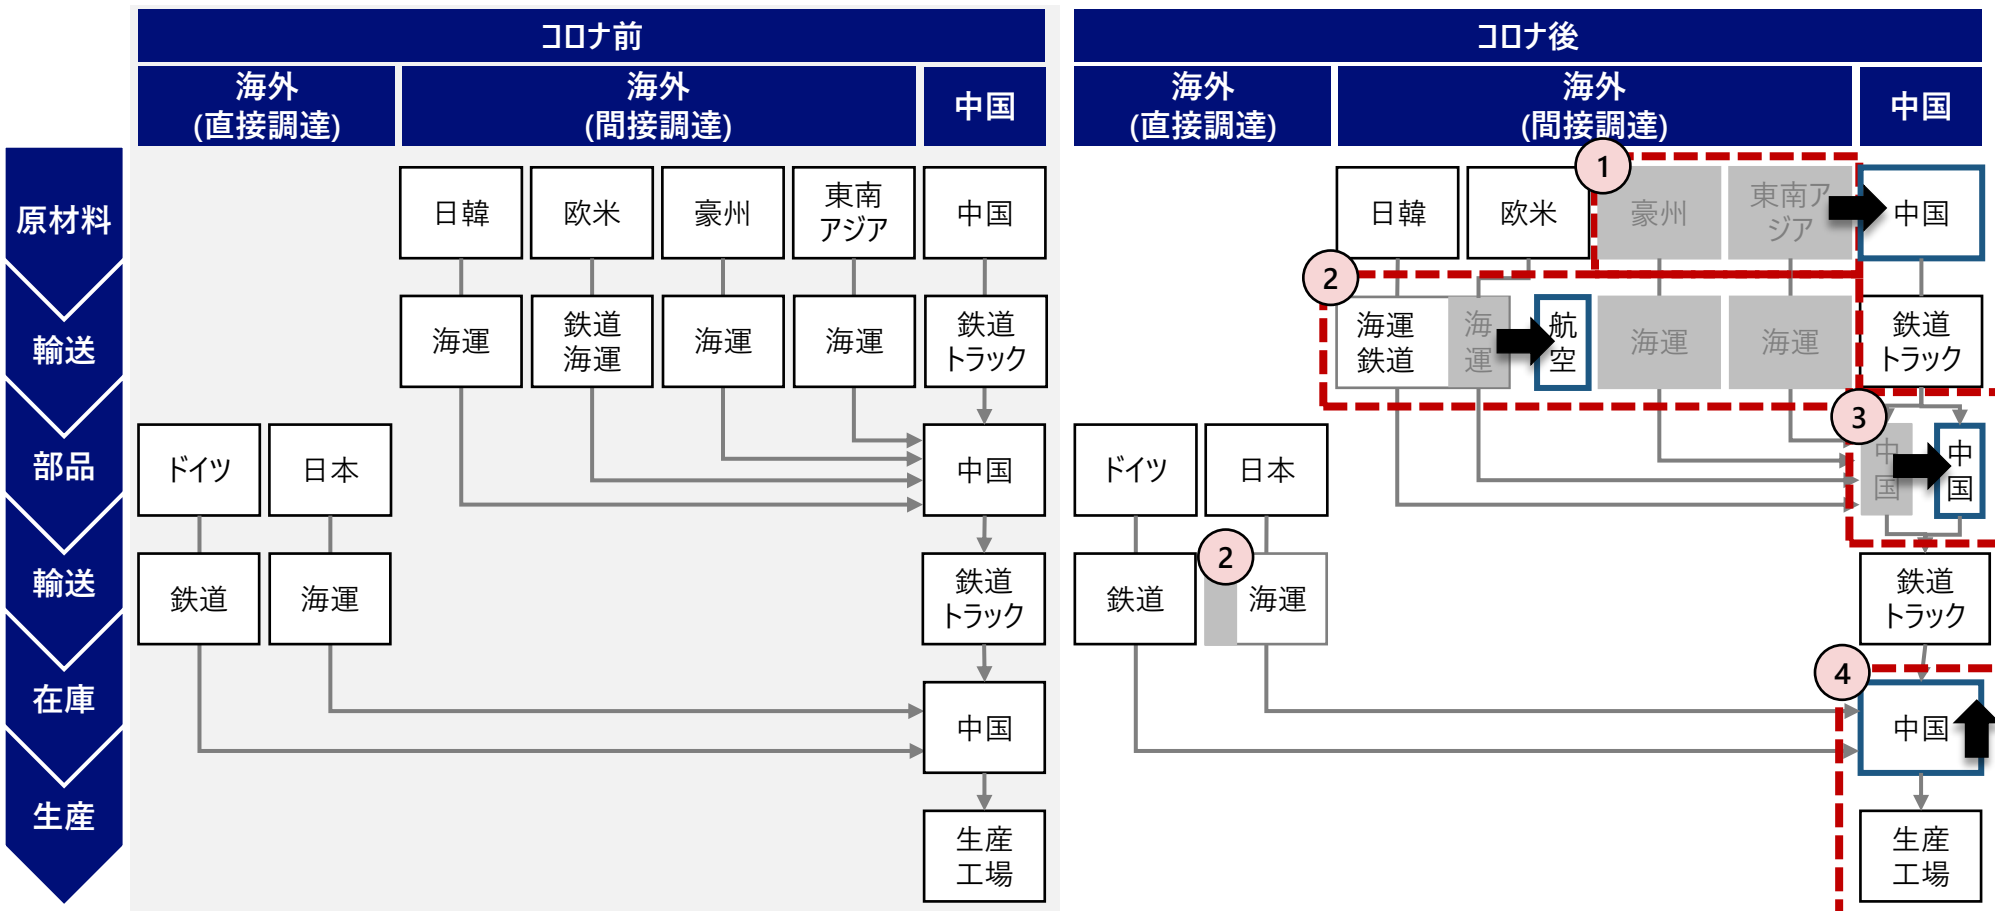 コロナ前
コロナ後
海外
(直接調達)
海外
(間接調達)
中国
海外
(直接調達)
海外
(間接調達)
中国
原材料
日韓
欧米
豪州
東南
アジア
中国
日韓
欧米
1
豪州
東南ア
ジア
中国
輸送
海運
鉄道
海運
海運
海運
鉄道
トラック
2
海運
鉄道
海
運
航
空
海運
海運
鉄道
トラック
部品
ドイツ
日本
中国
ドイツ
日本
3
中
国
中
国
輸送
鉄道
海運
鉄道
トラック
鉄道
2
海運
鉄道
トラック
在庫
中国
4
中国
生産
生産
工場
生産
工場